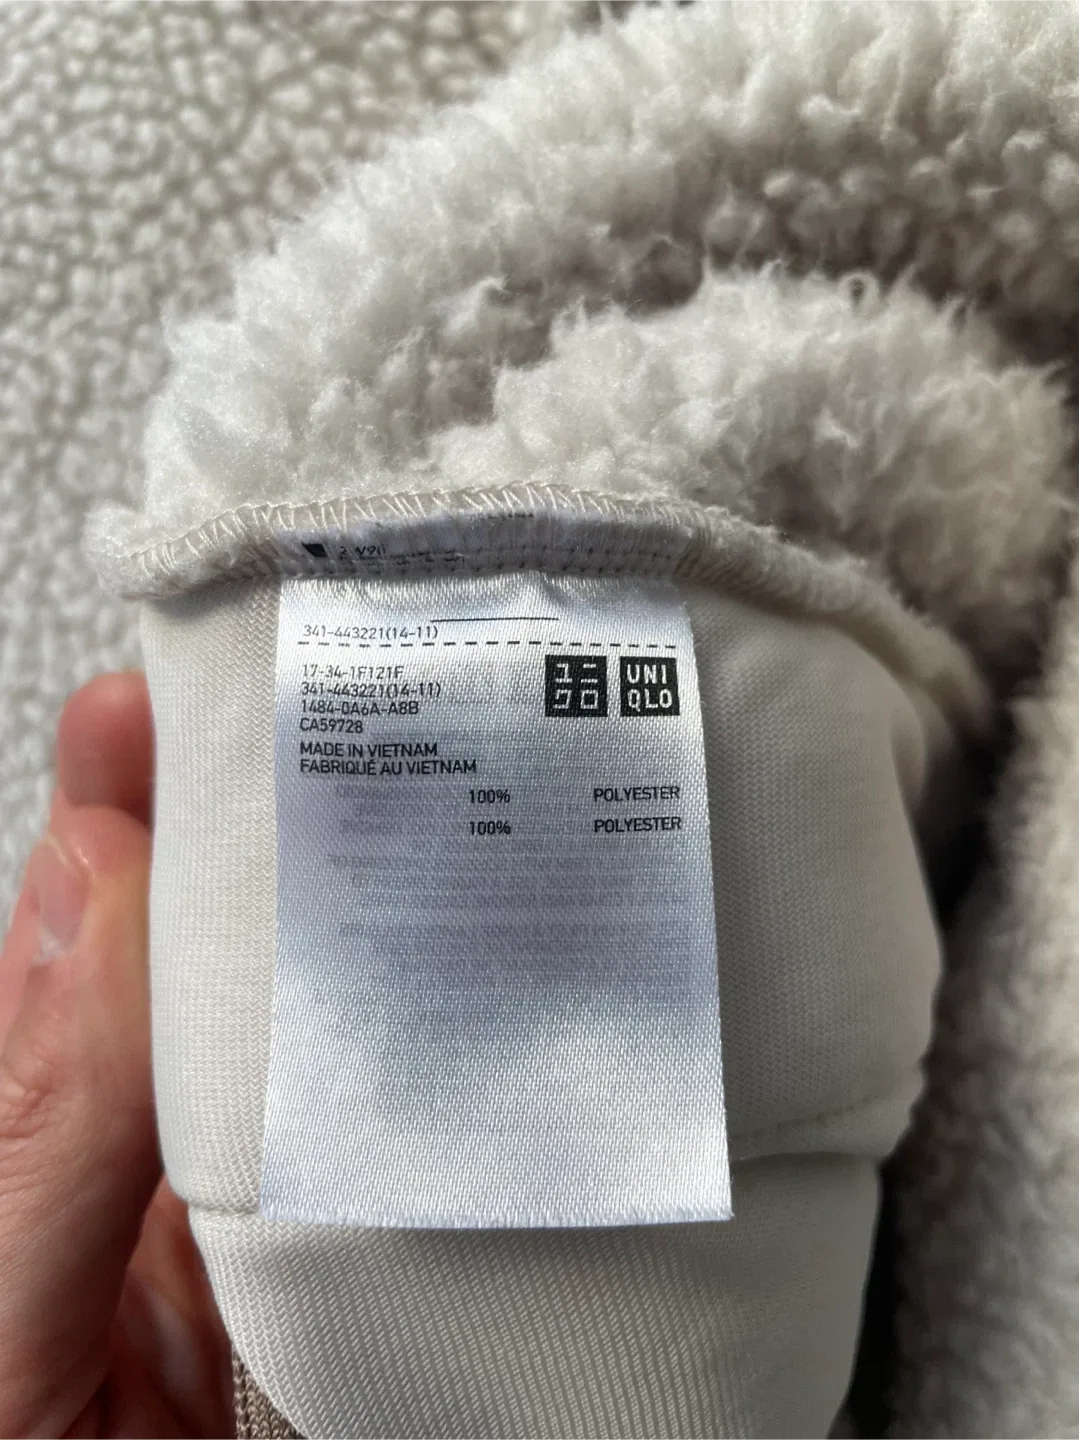 341-443221(14-11)
17-34-1F121F
341-443221(14-11)
1484-0A6A-A8B
CA59728
ユニ
クロ
UNI
QLO
MADE IN VIETNAM
FABRIQUÉ AU VIETNAM
100% POLYESTER
100% POLYESTER